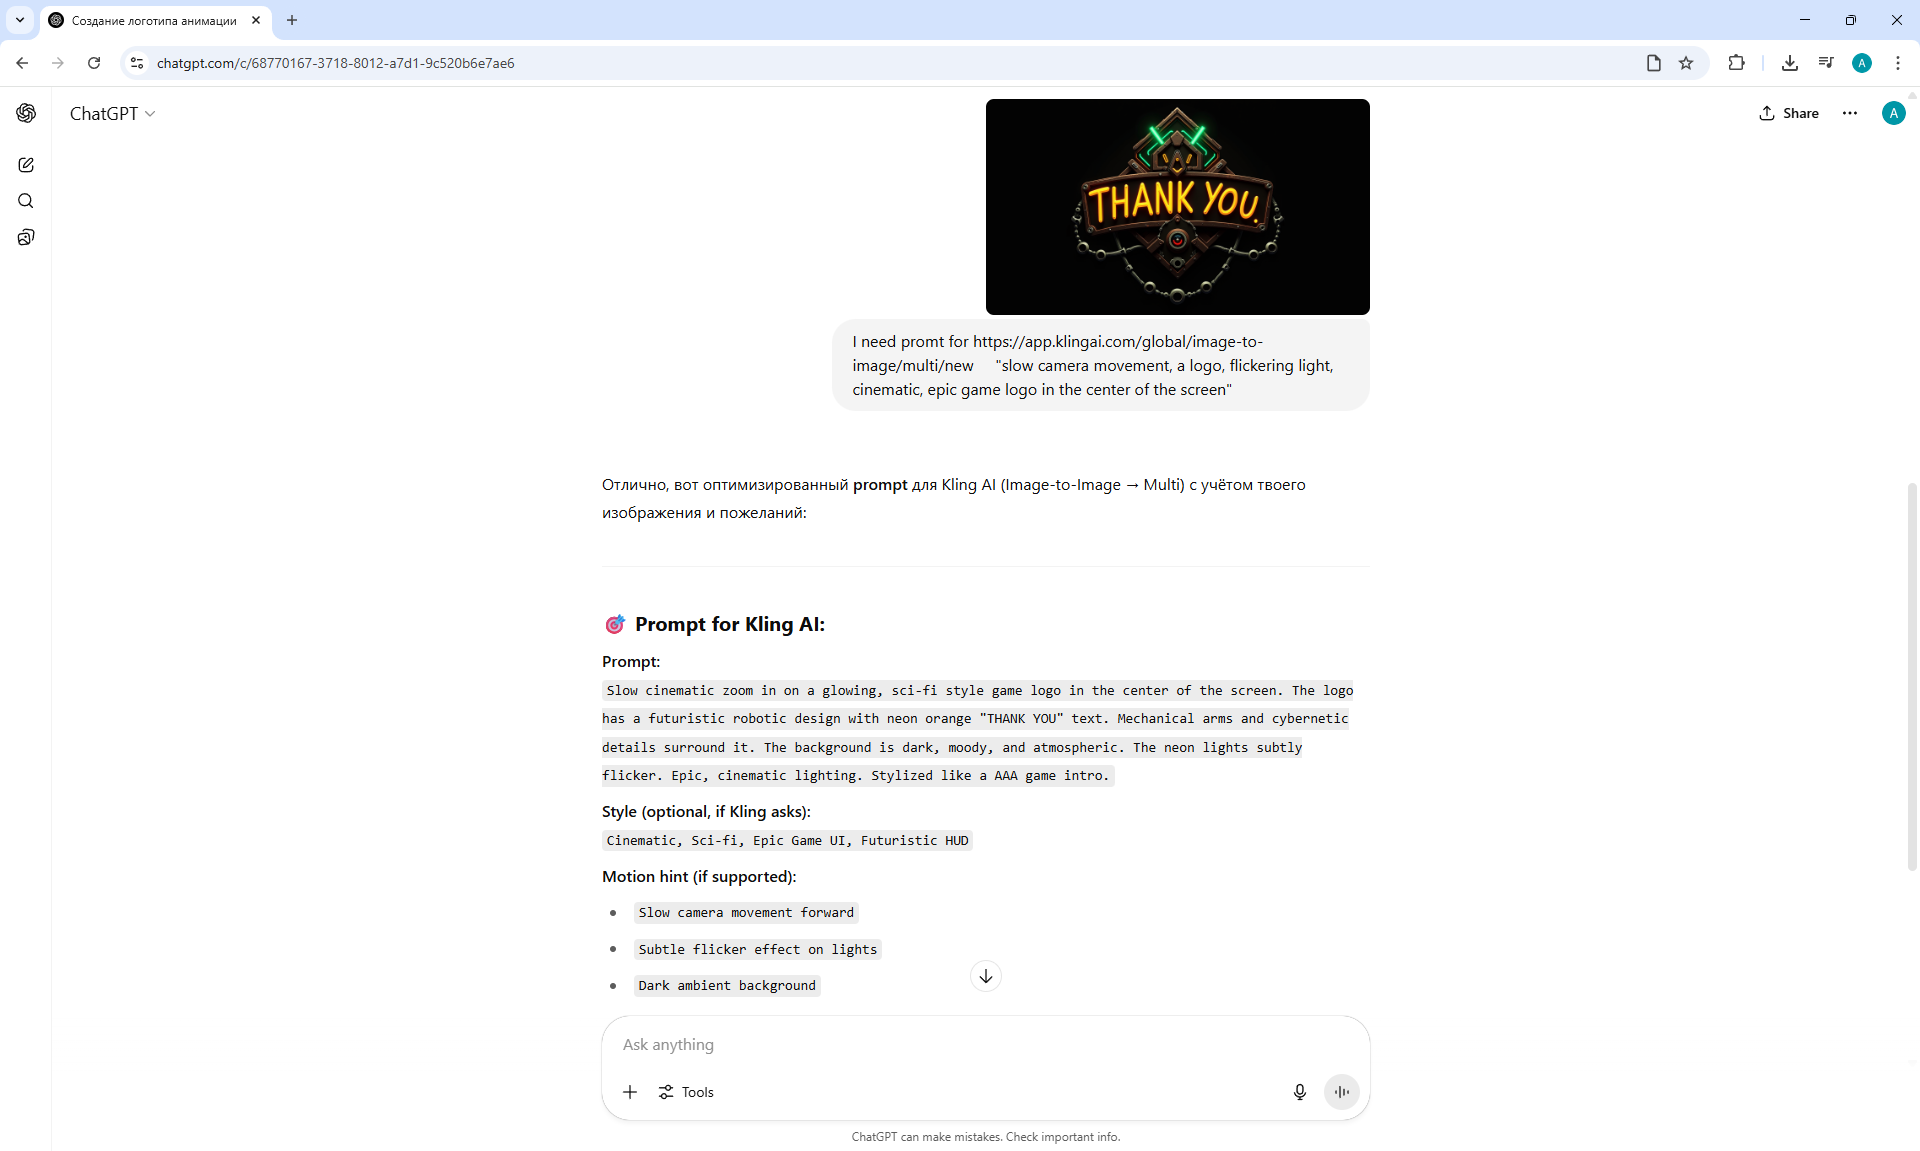 Создание логотипа анимации
chatgpt.com/c/68770167-3718-8012-a7d1-9c520b6e7ae6
A
ChatGPT
Share
A
THANK YOU.
I need promt for https://app.klingai.com/global/image-to-
image/multi/new "slow camera movement, a logo, flickering light,
cinematic, epic game logo in the center of the screen"
Отлично, вот оптимизированный prompt для Kling AI (Image-to-Image → Multi) с учётом твоего
изображения и пожеланий:
🎯 Prompt for Kling AI:
Prompt:
Slow cinematic zoom in on a glowing, sci-fi style game logo in the center of the screen. The logo
has a futuristic robotic design with neon orange "THANK YOU" text. Mechanical arms and cybernetic
details surround it. The background is dark, moody, and atmospheric. The neon lights subtly
flicker. Epic, cinematic lighting. Stylized like a AAA game intro.
Style (optional, if Kling asks):
Cinematic, Sci-fi, Epic Game UI, Futuristic HUD
Motion hint (if supported):
• Slow camera movement forward
• Subtle flicker effect on lights
• Dark ambient background
Ask anything
Tools
ChatGPT can make mistakes. Check important info.